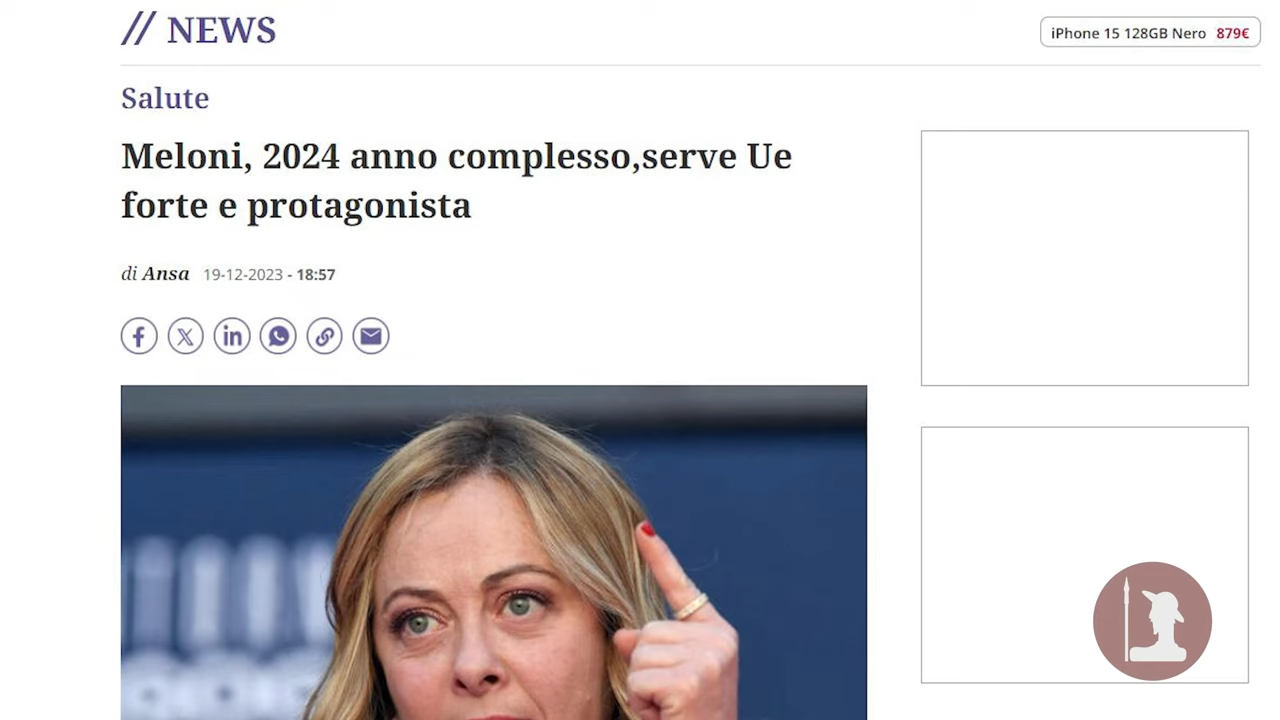 // NEWS
iPhone 15 128GB Nero 879€
Salute
Meloni, 2024 anno complesso,serve Ue
forte e protagonista
di Ansa 19-12-2023 - 18:57